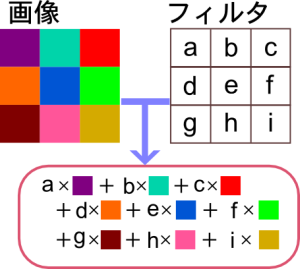 画像 フィルタ
a b c
d e f
g h i
a× + b× + c×
+ d× + e× + f×
+g× + h× + i×